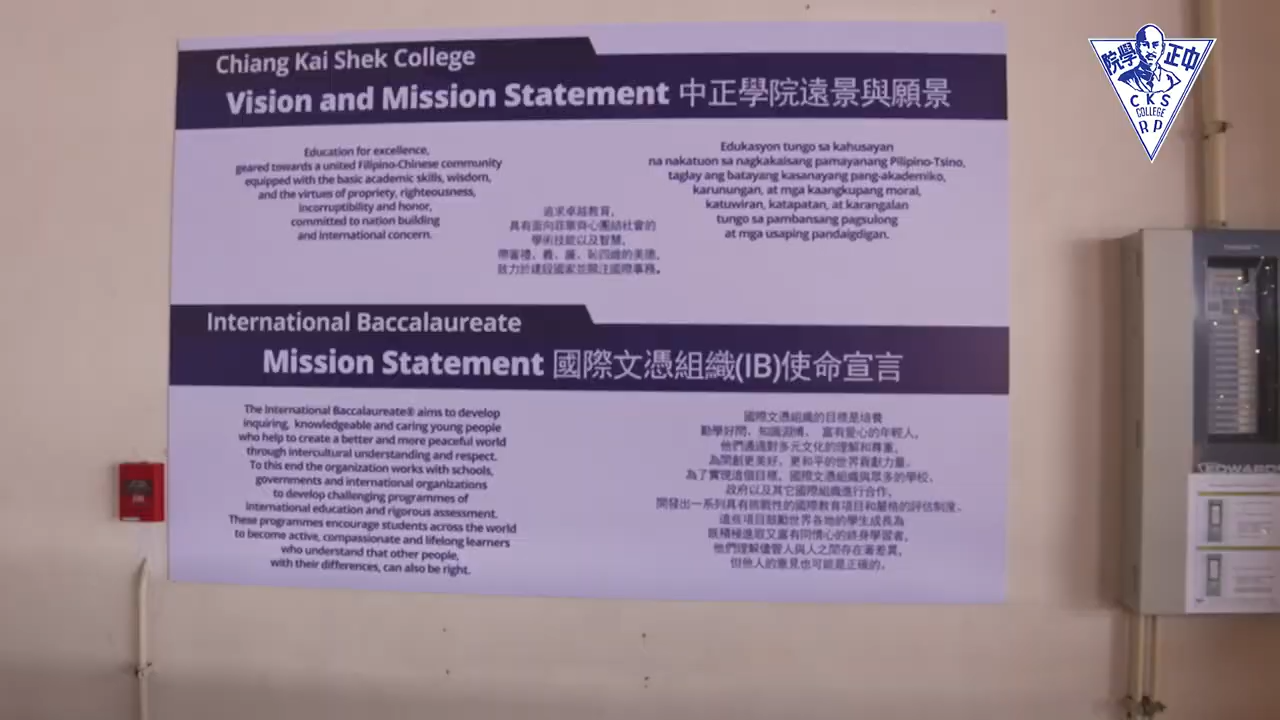 Chiang Kai Shek College
Vision and Mission Statement 中正學院遠景與願景
Education for excellence,
geared towards a united Filipino-Chinese community
equipped with the basic academic skills, wisdom,
and the virtues of propriety, righteousness,
incorruptibility and honor,
committed to nation building
and international concern.
追求卓越教育，
具有面向菲華齊心團結社會的
學術技能以及智慧，
帶著禮、義、廉、恥四維的美德，
致力於建設國家並關注國際事務。
Edukasyon tungo sa kahusayan
na nakatuon sa nagkakaisang pamayanang Pilipino-Tsino,
taglay ang batayang kasanayang pang-akademiko,
karunungan, at mga kaangkupang moral,
katuwiran, katapatan, at karangalan
tungo sa pambansang pagsulong
at mga usaping pandaigdigan.
International Baccalaureate
Mission Statement 國際文憑組織(IB)使命宣言
The International Baccalaureate® aims to develop
inquiring, knowledgeable and caring young people
who help to create a better and more peaceful world
through intercultural understanding and respect.
To this end the organization works with schools,
governments and international organizations
to develop challenging programmes of
international education and rigorous assessment.
These programmes encourage students across the world
to become active, compassionate and lifelong learners
who understand that other people,
with their differences, can also be right.
國際文憑組織的目標是培養
勤學好問、知識淵博、 富有愛心的年輕人，
他們通過對多元文化的理解和尊重，
為開創更美好、更和平的世界貢獻力量。
為了實現這個目標，國際文憑組織與眾多的學校、
政府以及其它國際組織進行合作，
開發出一系列具有挑戰性的國際教育項目和嚴格的評估制度。
這些項目鼓勵世界各地的學生成長為
既積極進取又富有同情心的終身學習者，
他們理解儘管人與人之間存在著差異，
但他人的意見也可能是正確的。
院學 正中
CKS
COLLEGE
RP
EDWARDS